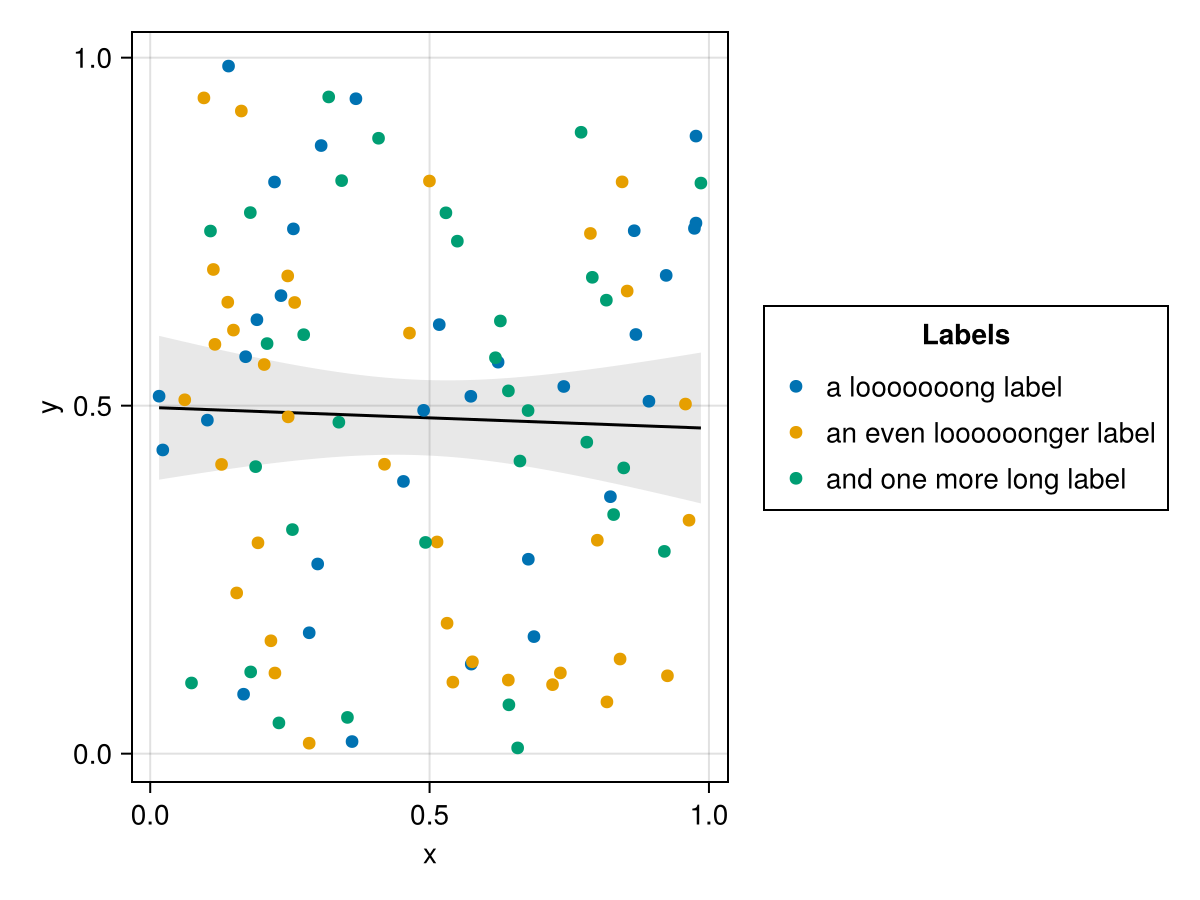 1.0
0.5
0.0
y
0.0 0.5 1.0
x
Labels
a looooooong label
an even loooooonger label
and one more long label